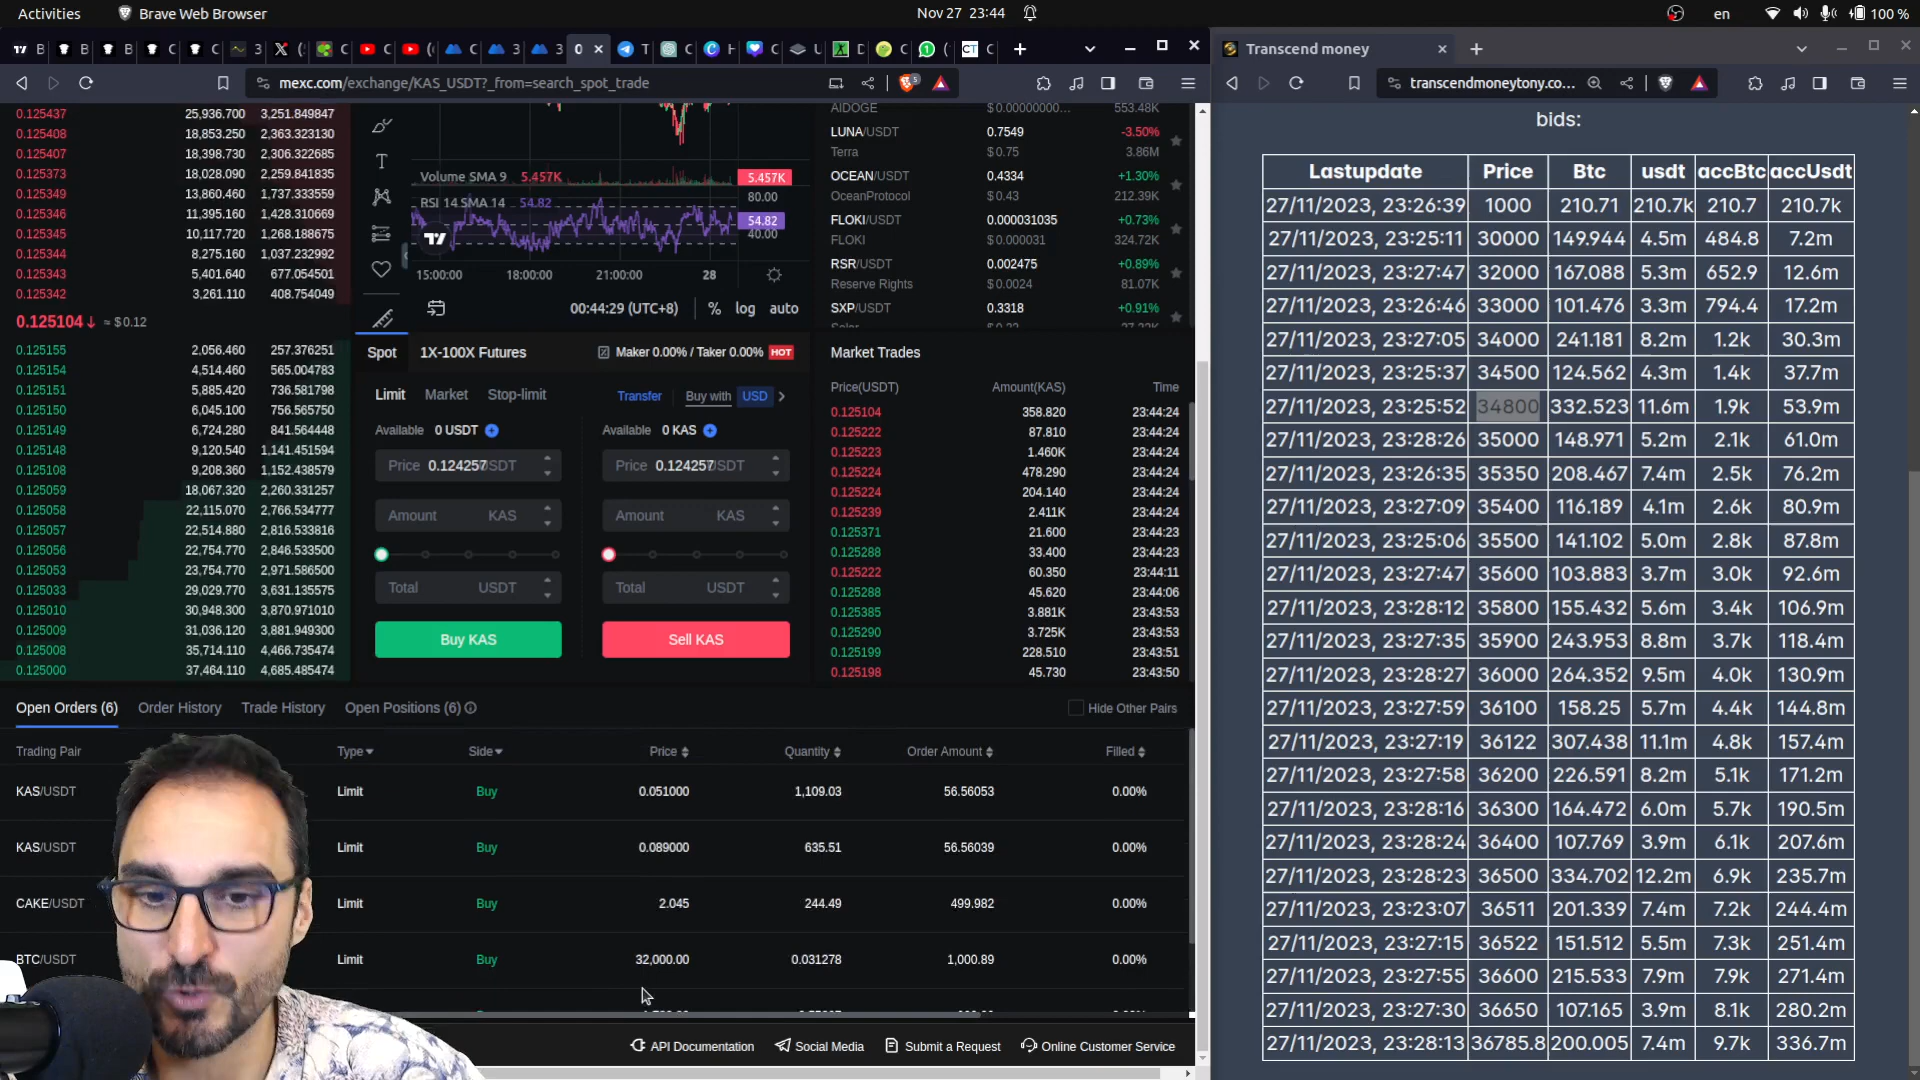 Activities
Brave Web Browser
Nov 27 23:44
en
100 %
mexc.com/exchange/KAS_USDT?_from=search_spot_trade
Transcend money
transcendmoneytony.co...
0.125437 25,936.700 3,251.849847
0.125408 18,853.250 2,363.323130
0.125407 18,398.730 2,306.322685
0.125373 18,028.090 2,259.841835
0.125349 13,860.460 1,737.333559
0.125346 11,395.160 1,428.310669
0.125345 10,117.720 1,268.188675
0.125344 8,275.160 1,037.232992
0.125343 5,401.640 677.054501
0.125342 3,261.110 408.754049
0.125104↓ ≈ $0.12
0.125155 2,056.460 257.376251
0.125154 4,514.460 565.004783
0.125151 5,885.420 736.581798
0.125150 6,045.100 756.565750
0.125149 6,724.280 841.564448
0.125148 9,120.540 1,141.451594
0.125108 9,208.360 1,152.438579
0.125059 18,067.320 2,260.331257
0.125058 22,115.070 2,766.534777
0.125057 22,514.880 2,816.533816
0.125056 22,754.770 2,846.533500
0.125053 23,754.770 2,971.586500
0.125033 29,029.770 3,631.135575
0.125010 30,948.300 3,870.971010
0.125009 31,036.120 3,881.949300
0.125008 35,714.110 4,466.735474
0.125000 37,464.110 4,685.485474
Volume SMA 9 5.457K
5.457K
80.00
RSI 14 SMA 14 54.82
54.82
40.00
15:00:00 18:00:00 21:00:00 28
00:44:29 (UTC+8) % log auto
AIDOGE $0.00000000... 553.48K
LUNA/USDT 0.7549 -3.50%
Terra $0.75 3.86M
OCEAN/USDT 0.4334 +1.30%
OceanProtocol $0.43 212.39K
FLOKI/USDT 0.000031035 +0.73%
FLOKI $0.000031 324.72K
RSR/USDT 0.002475 +0.89%
Reserve Rights $0.0024 81.07K
SXP/USDT 0.3318 +0.91%
Spot 1X-100X Futures Maker 0.00% / Taker 0.00% HOT
Limit Market Stop-limit Transfer Buy with USD
Available 0 USDT Available 0 KAS
Price 0.124257 USDT Price 0.124257 USDT
Amount KAS Amount KAS
Total USDT Total USDT
Buy KAS Sell KAS
Market Trades
Price(USDT) Amount(KAS) Time
0.125104 358.820 23:44:24
0.125222 87.810 23:44:24
0.125223 1.460K 23:44:24
0.125224 478.290 23:44:24
0.125224 204.140 23:44:24
0.125239 2.411K 23:44:24
0.125371 21.600 23:44:23
0.125288 33.400 23:44:23
0.125222 60.350 23:44:11
0.125288 45.620 23:44:06
0.125385 3.881K 23:43:53
0.125290 3.725K 23:43:53
0.125199 228.510 23:43:51
0.125198 45.730 23:43:50
Open Orders (6) Order History Trade History Open Positions (6) Hide Other Pairs
Trading Pair Type Side Price Quantity Order Amount Filled
KAS/USDT Limit Buy 0.051000 1,109.03 56.56053 0.00%
KAS/USDT Limit Buy 0.089000 635.51 56.56039 0.00%
CAKE/USDT Limit Buy 2.045 244.49 499.982 0.00%
BTC/USDT Limit Buy 32,000.00 0.031278 1,000.89 0.00%
API Documentation Social Media Submit a Request Online Customer Service
bids:
Lastupdate Price Btc usdt accBtc accUsdt
27/11/2023, 23:26:39 1000 210.71 210.7k 210.7 210.7k
27/11/2023, 23:25:11 30000 149.944 4.5m 484.8 7.2m
27/11/2023, 23:27:47 32000 167.088 5.3m 652.9 12.6m
27/11/2023, 23:26:46 33000 101.476 3.3m 794.4 17.2m
27/11/2023, 23:27:05 34000 241.181 8.2m 1.2k 30.3m
27/11/2023, 23:25:37 34500 124.562 4.3m 1.4k 37.7m
27/11/2023, 23:25:52 34800 332.523 11.6m 1.9k 53.9m
27/11/2023, 23:28:26 35000 148.971 5.2m 2.1k 61.0m
27/11/2023, 23:26:35 35350 208.467 7.4m 2.5k 76.2m
27/11/2023, 23:27:09 35400 116.189 4.1m 2.6k 80.9m
27/11/2023, 23:25:06 35500 141.102 5.0m 2.8k 87.8m
27/11/2023, 23:27:47 35600 103.883 3.7m 3.0k 92.6m
27/11/2023, 23:28:12 35800 155.432 5.6m 3.4k 106.9m
27/11/2023, 23:27:35 35900 243.953 8.8m 3.7k 118.4m
27/11/2023, 23:28:27 36000 264.352 9.5m 4.0k 130.9m
27/11/2023, 23:27:59 36100 158.25 5.7m 4.4k 144.8m
27/11/2023, 23:27:19 36122 307.438 11.1m 4.8k 157.4m
27/11/2023, 23:27:58 36200 226.591 8.2m 5.1k 171.2m
27/11/2023, 23:28:16 36300 164.472 6.0m 5.7k 190.5m
27/11/2023, 23:28:24 36400 107.769 3.9m 6.1k 207.6m
27/11/2023, 23:28:23 36500 334.702 12.2m 6.9k 235.7m
27/11/2023, 23:23:07 36511 201.339 7.4m 7.2k 244.4m
27/11/2023, 23:27:15 36522 151.512 5.5m 7.3k 251.4m
27/11/2023, 23:27:55 36600 215.533 7.9m 7.9k 271.4m
27/11/2023, 23:27:30 36650 107.165 3.9m 8.1k 280.2m
27/11/2023, 23:28:13 36785.8 200.005 7.4m 9.7k 336.7m